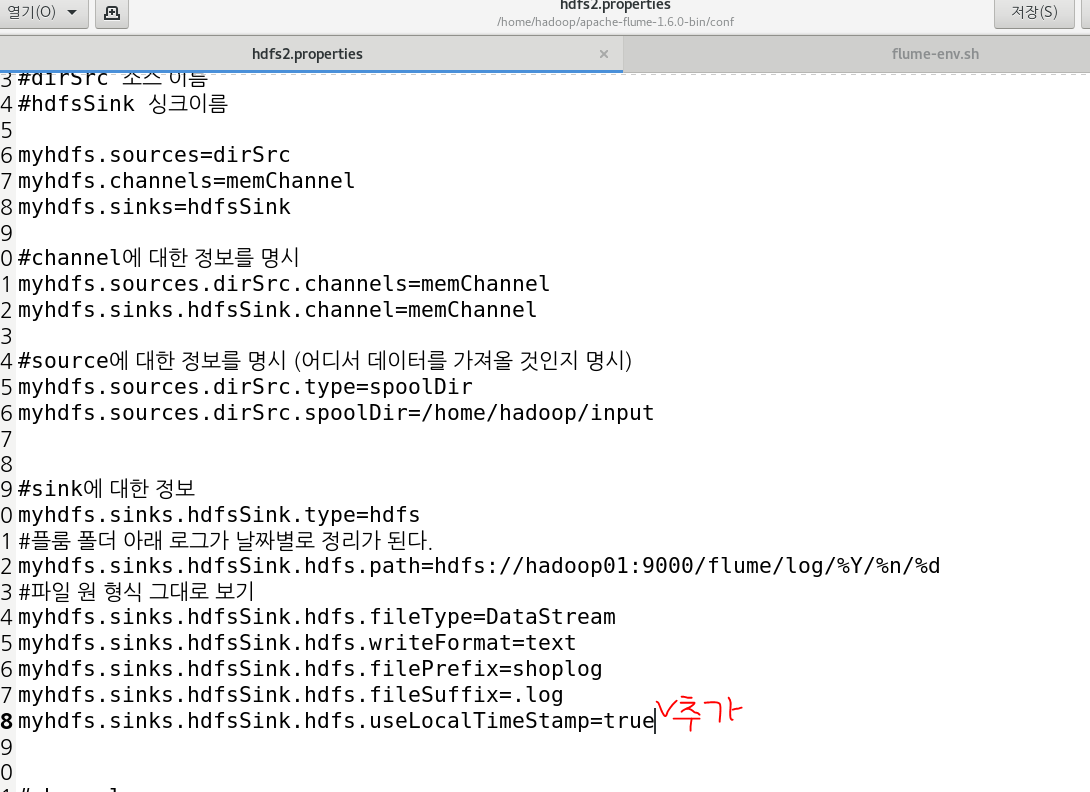 열기(O)
hdfs2.properties
/home/hadoop/apache-flume-1.6.0-bin/conf
저장(S)
hdfs2.properties ×
flume-env.sh
3 #dirSrc 소스 이름
4 #hdfsSink 싱크이름
5
6 myhdfs.sources=dirSrc
7 myhdfs.channels=memChannel
8 myhdfs.sinks=hdfsSink
9
0 #channel에 대한 정보를 명시
1 myhdfs.sources.dirSrc.channels=memChannel
2 myhdfs.sinks.hdfsSink.channel=memChannel
3
4 #source에 대한 정보를 명시 (어디서 데이터를 가져올 것인지 명시)
5 myhdfs.sources.dirSrc.type=spoolDir
6 myhdfs.sources.dirSrc.spoolDir=/home/hadoop/input
7
8
9 #sink에 대한 정보
0 myhdfs.sinks.hdfsSink.type=hdfs
1 #플룸 폴더 아래 로그가 날짜별로 정리가 된다.
2 myhdfs.sinks.hdfsSink.hdfs.path=hdfs://hadoop01:9000/flume/log/%Y/%n/%d
3 #파일 원 형식 그대로 보기
4 myhdfs.sinks.hdfsSink.hdfs.fileType=DataStream
5 myhdfs.sinks.hdfsSink.hdfs.writeFormat=text
6 myhdfs.sinks.hdfsSink.hdfs.filePrefix=shoplog
7 myhdfs.sinks.hdfsSink.hdfs.fileSuffix=.log
8 myhdfs.sinks.hdfsSink.hdfs.useLocalTimeStamp=true V추가
9
0